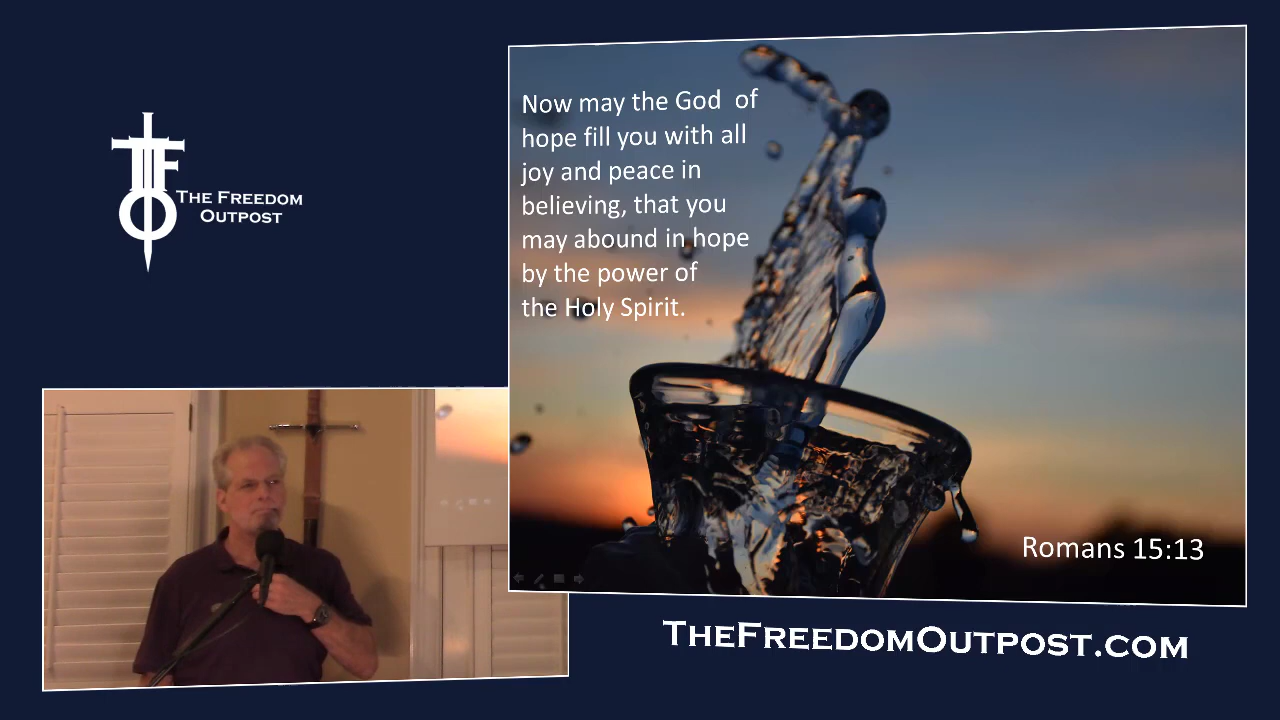 The Freedom
Outpost
Now may the God of
hope fill you with all
joy and peace in
believing, that you
may abound in hope
by the power of
the Holy Spirit.
Romans 15:13
TheFreedomOutpost.com